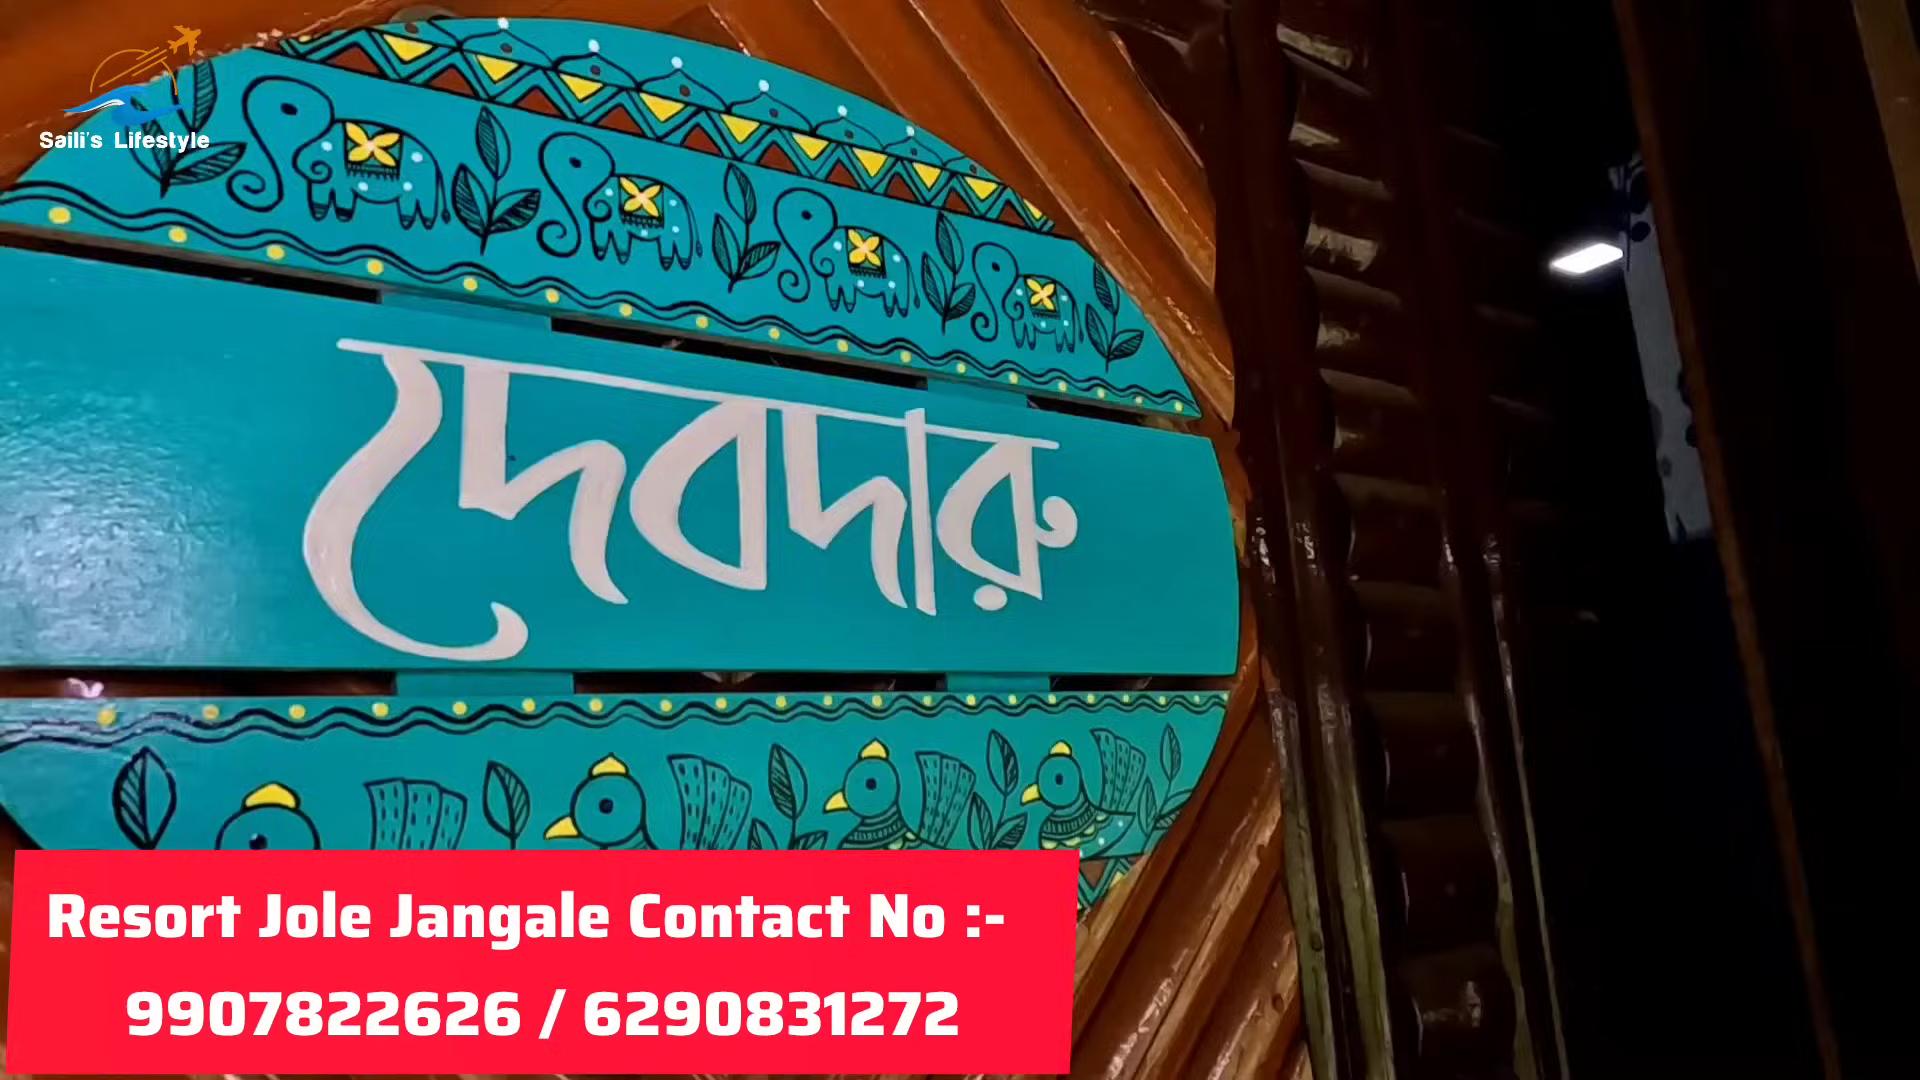 Saili's Lifestyle
দেবদারু
Resort Jole Jangale Contact No :-
9907822626 / 6290831272